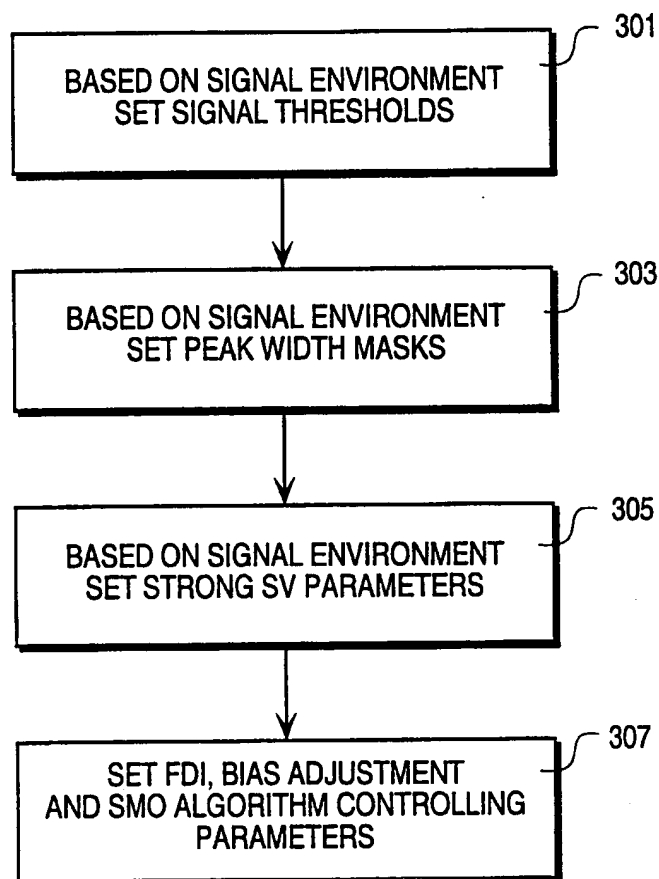 301
BASED ON SIGNAL ENVIRONMENT
SET SIGNAL THRESHOLDS
303
BASED ON SIGNAL ENVIRONMENT
SET PEAK WIDTH MASKS
305
BASED ON SIGNAL ENVIRONMENT
SET STRONG SV PARAMETERS
307
SET FDI, BIAS ADJUSTMENT
AND SMO ALGORITHM CONTROLLING
PARAMETERS